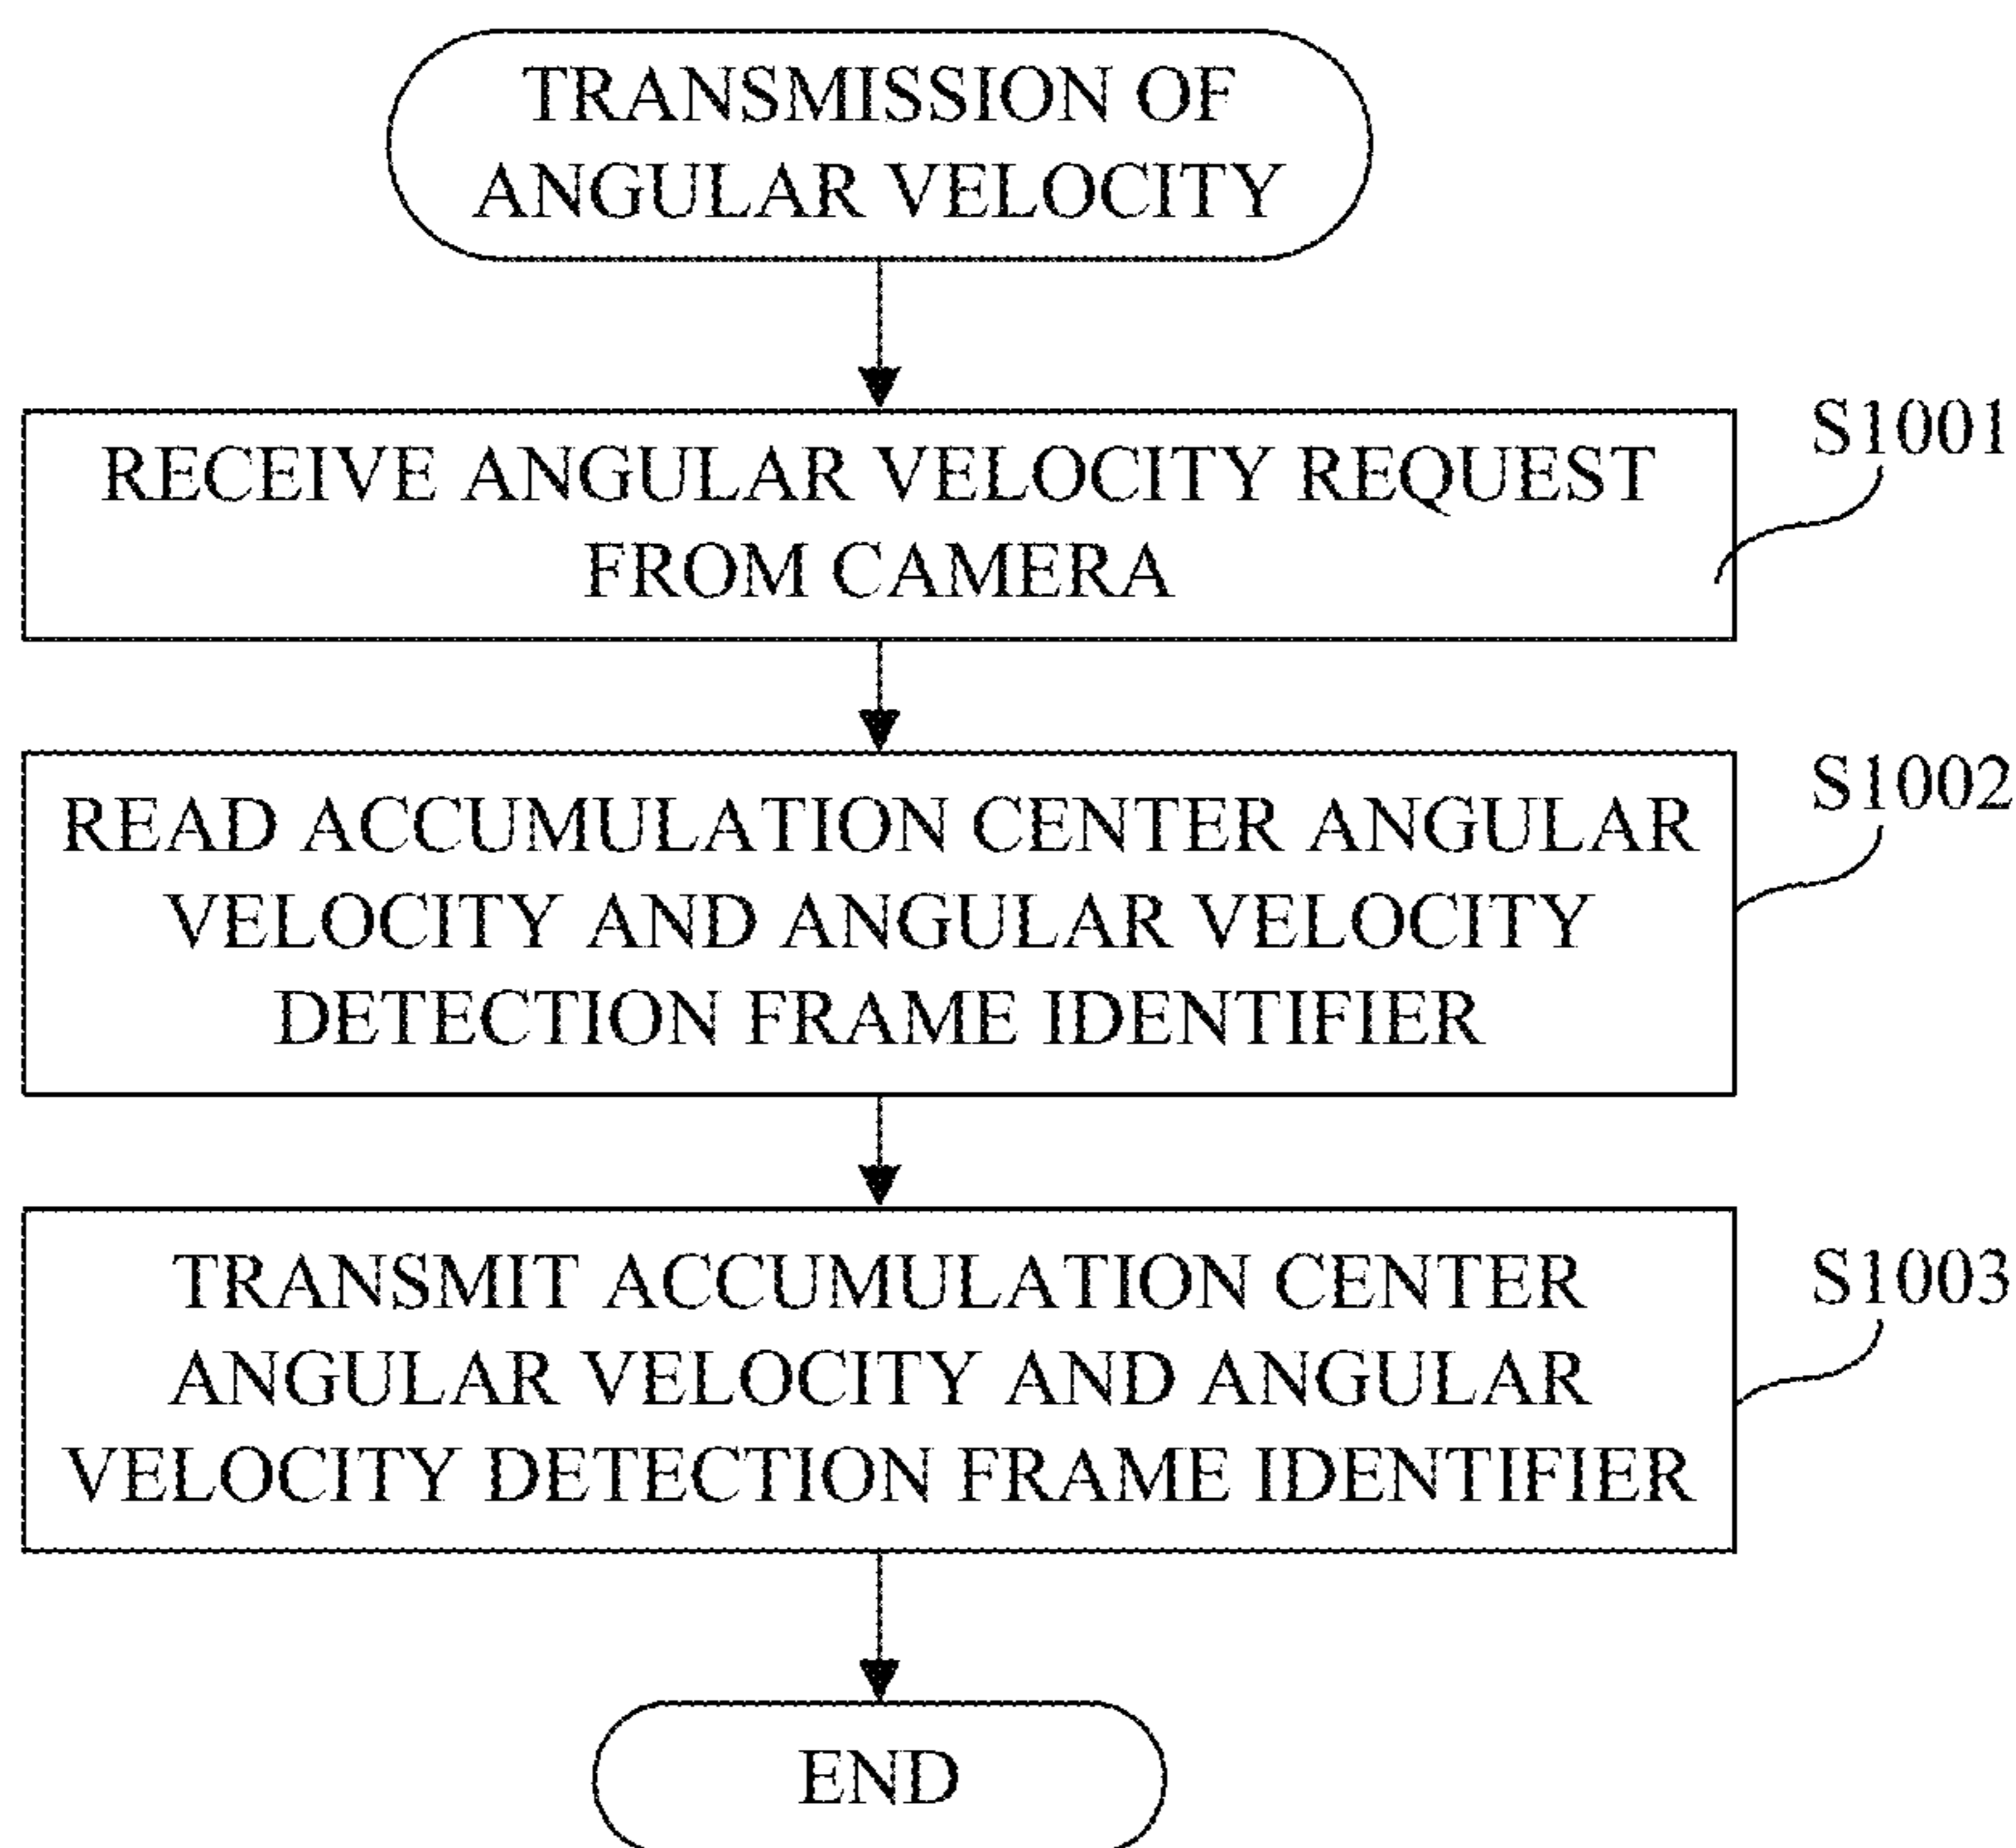 TRANSMISSION OF
ANGULAR VELOCITY
RECEIVE ANGULAR VELOCITY REQUEST
FROM CAMERA
S1001
READ ACCUMULATION CENTER ANGULAR
VELOCITY AND ANGULAR VELOCITY
DETECTION FRAME IDENTIFIER
S1002
TRANSMIT ACCUMULATION CENTER
ANGULAR VELOCITY AND ANGULAR
VELOCITY DETECTION FRAME IDENTIFIER
S1003
END